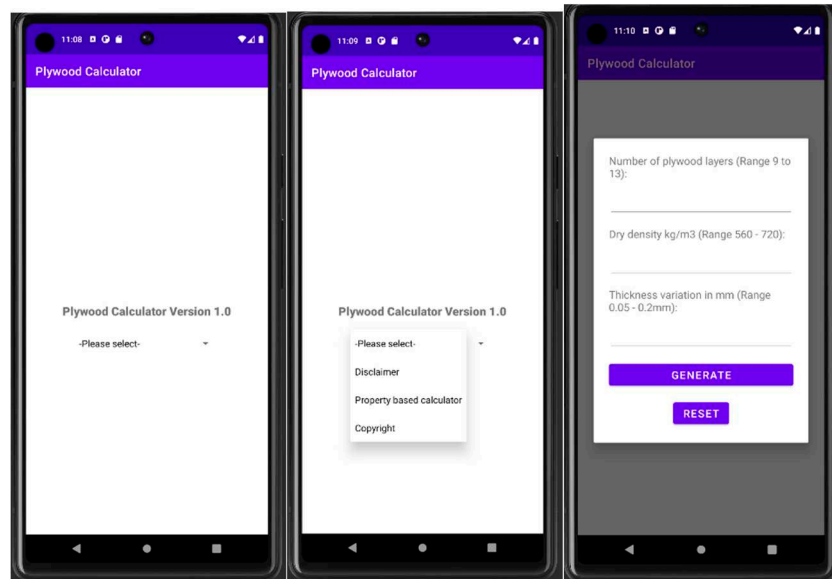 11:08
Plywood Calculator
Plywood Calculator Version 1.0
-Please select-
11:09
Plywood Calculator
Plywood Calculator Version 1.0
-Please select-
Disclaimer
Property based calculator
Copyright
11:10
Plywood Calculator
Number of plywood layers (Range 9 to
13):
Dry density kg/m3 (Range 560 - 720):
Thickness variation in mm (Range
0.05 - 0.2mm):
GENERATE
RESET